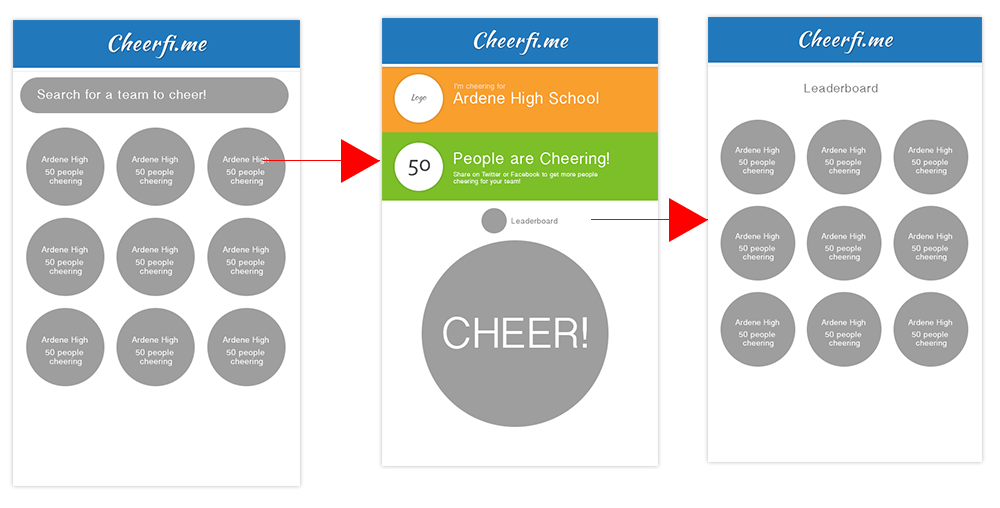 Cheerfi.me
Search for a team to cheer!
Ardene High
50 people
cheering
Ardene High
50 people
cheering
Ardene High
50 people
cheering
Ardene High
50 people
cheering
Ardene High
50 people
cheering
Ardene High
50 people
cheering
Ardene High
50 people
cheering
Ardene High
50 people
cheering
Ardene High
50 people
cheering
Cheerfi.me
Logo
I'm cheering for
Ardene High School
50
People are Cheering!
Share on Twitter or Facebook to get more people
cheering for your team!
Leaderboard
CHEER!
Cheerfi.me
Leaderboard
Ardene High
50 people
cheering
Ardene High
50 people
cheering
Ardene High
50 people
cheering
Ardene High
50 people
cheering
Ardene High
50 people
cheering
Ardene High
50 people
cheering
Ardene High
50 people
cheering
Ardene High
50 people
cheering
Ardene High
50 people
cheering